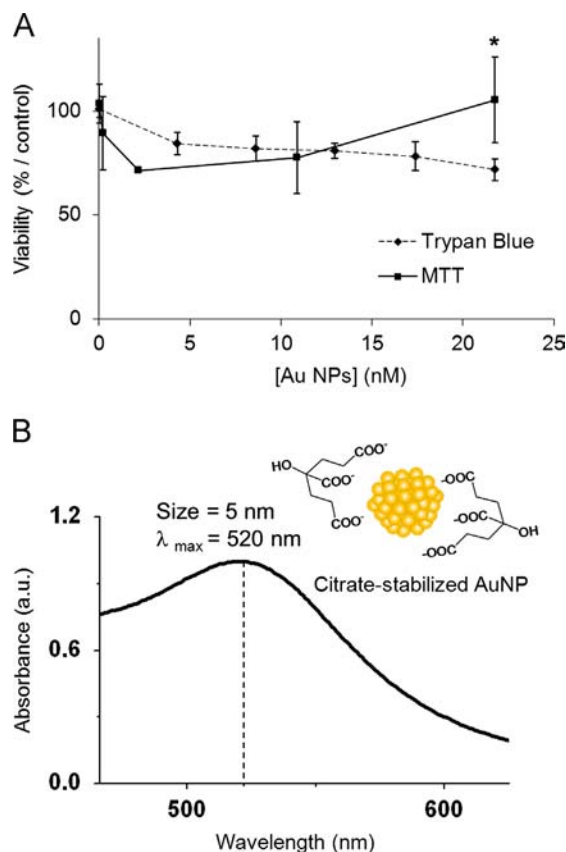 A
*
100
50
0
Viability (% / control)
Trypan Blue
MTT
0 5 10 15 20 25
[Au NPs] (nM)
B
Size = 5 nm
λ max = 520 nm
HO COO⁻ COO⁻ COO⁻
⁻OOC ⁻OOC ⁻OOC OH
Citrate-stabilized AuNP
1.2
0.6
0.0
Absorbance (a.u.)
500 600
Wavelength (nm)